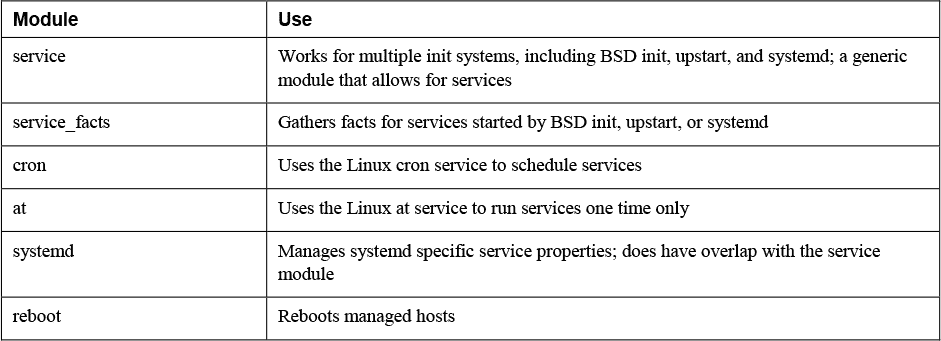 Module Use
service Works for multiple init systems, including BSD init, upstart, and systemd; a generic
module that allows for services
service_facts Gathers facts for services started by BSD init, upstart, or systemd
cron Uses the Linux cron service to schedule services
at Uses the Linux at service to run services one time only
systemd Manages systemd specific service properties; does have overlap with the service
module
reboot Reboots managed hosts